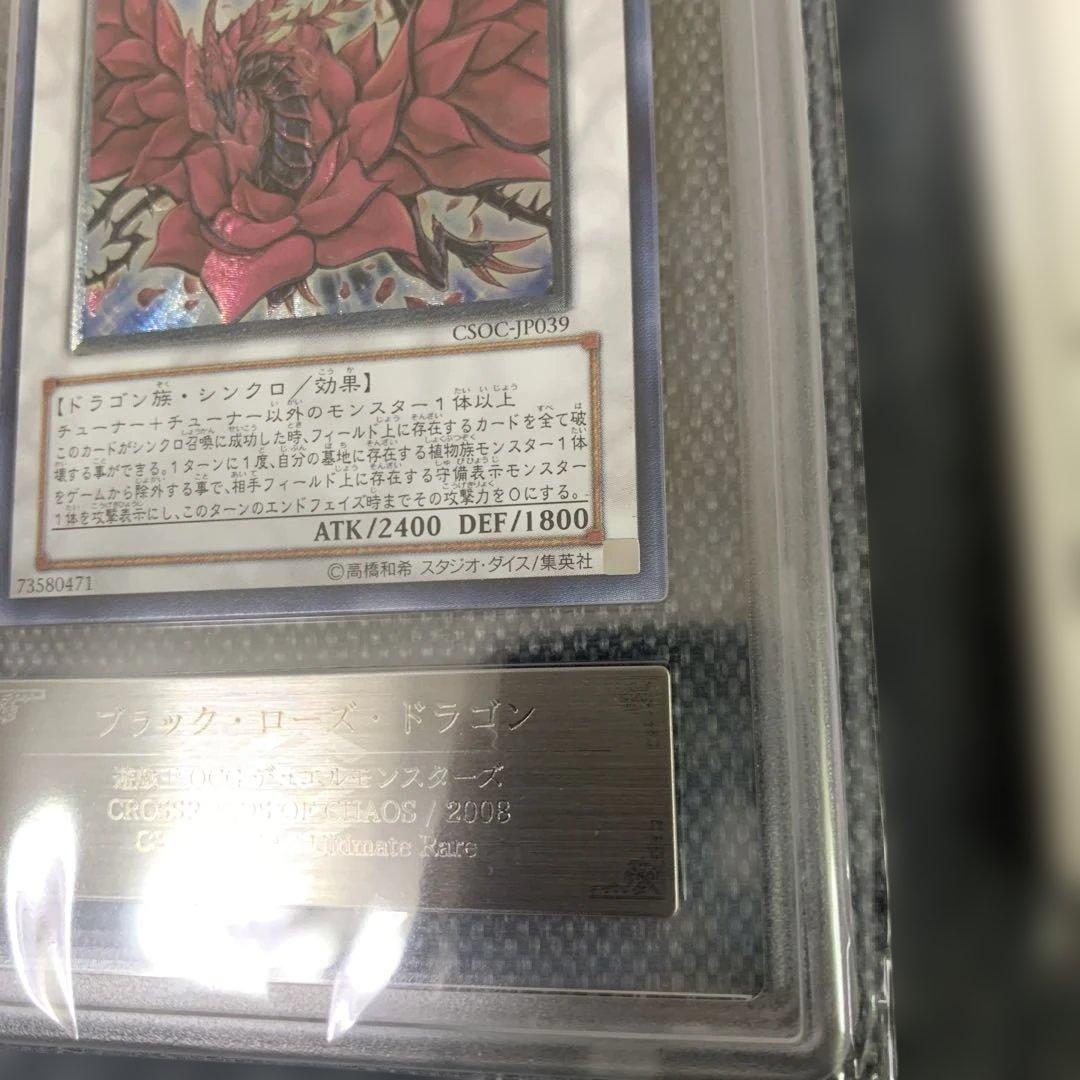 CSOC-JP039
【ドラゴン族・シンクロ/効果】
チューナー+チューナー以外のモンスター1体以上
このカードがシンクロ召喚に成功した時、フィールド上に存在するカードを全て破
壊する事ができる。1ターンに1度、自分の墓地に存在する植物族モンスター1体
をゲームから除外する事で、相手フィールド上に存在する守備表示モンスター
1体を攻撃表示にし、このターンのエンドフェイズ時までその攻撃力を0にする。
ATK/2400 DEF/1800
73580471
©高橋和希 スタジオ・ダイス/集英社
ブラック・ローズ・ドラゴン
OCG デュエルモンスターズ
OF CHAOS / 2008
Ultimate Rare